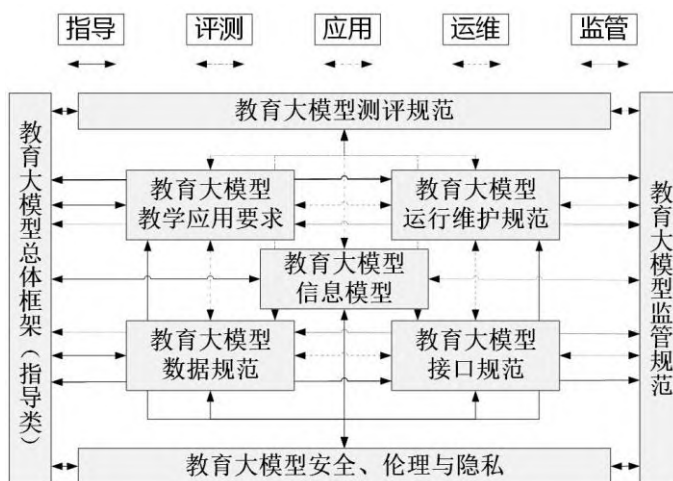 指导 评测 应用 运维 监管
教育大模型测评规范
教育大模型总体框架（指导类）
教育大模型
教学应用要求
教育大模型
运行维护规范
教育大模型
信息模型
教育大模型
数据规范
教育大模型
接口规范
教育大模型监管规范
教育大模型安全、伦理与隐私